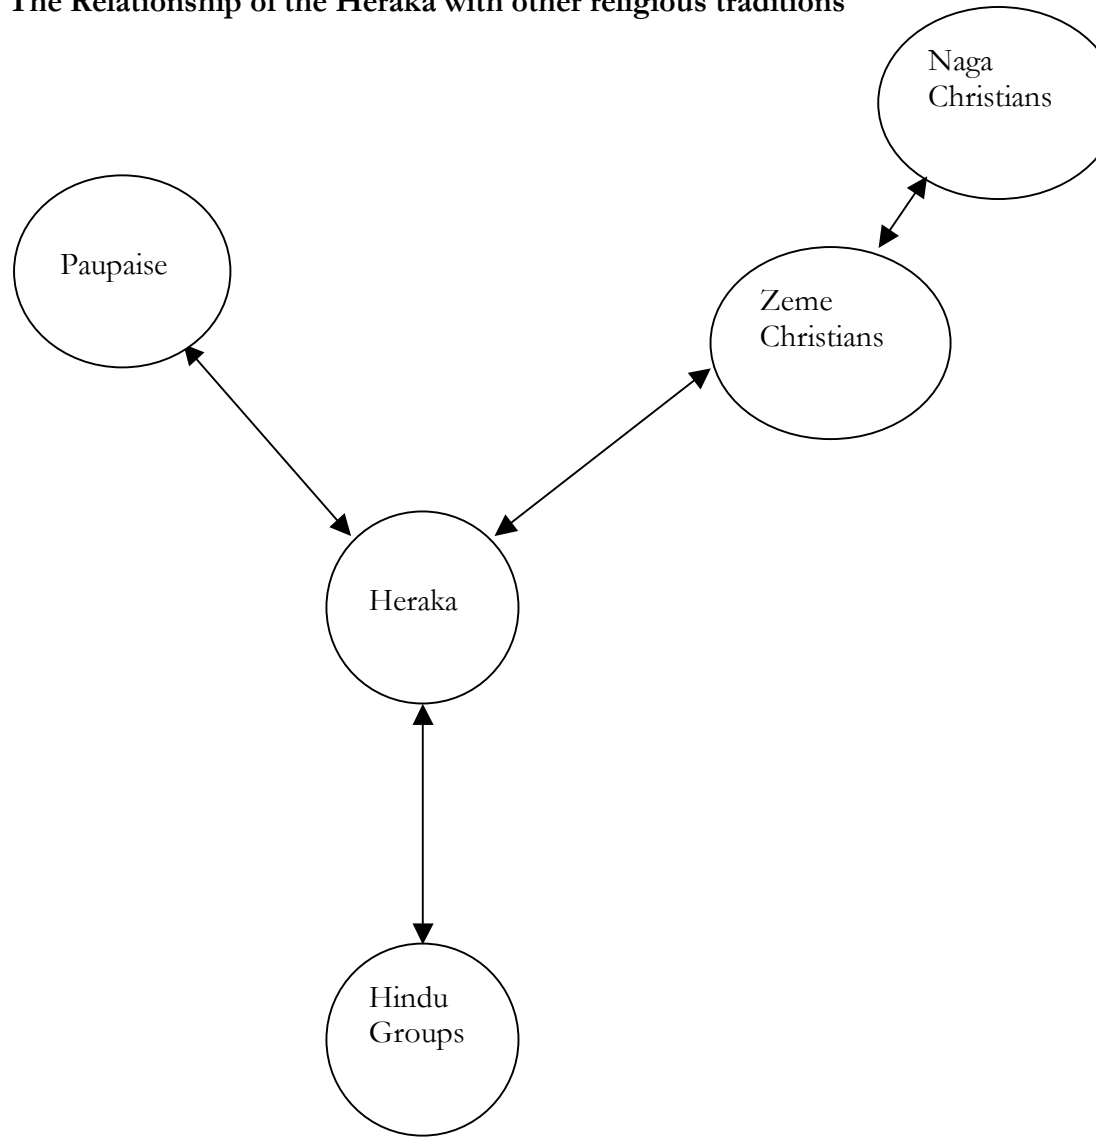 The Relationship of the Heraka with other religious traditions
Naga
Christians
Paupaise
Zeme
Christians
Heraka
Hindu
Groups